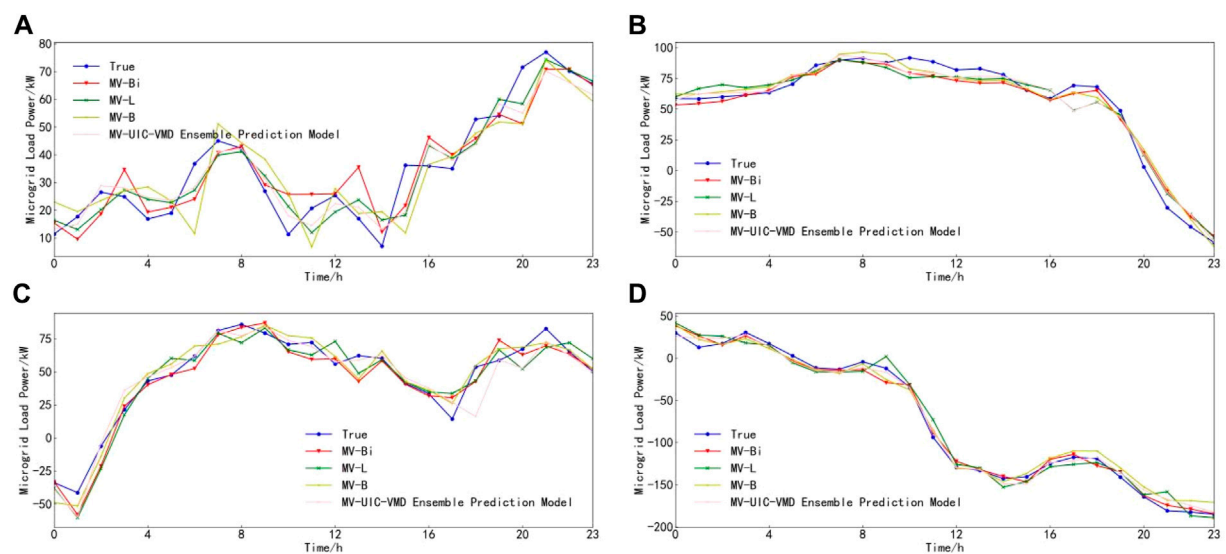 A
Microgrid Load Power/kW
80
70
60
50
40
30
20
10
True
MV-Bi
MV-L
MV-B
MV-UIC-VMD Ensemble Prediction Model
0
4
8
12
16
20
23
Time/h
B
Microgrid Load Power/kW
100
75
50
25
0
-25
-50
True
MV-Bi
MV-L
MV-B
MV-UIC-VMD Ensemble Prediction Model
0
4
8
12
16
20
23
Time/h
C
Microgrid Load Power/kW
75
50
25
0
-25
-50
True
MV-Bi
MV-L
MV-B
MV-UIC-VMD Ensemble Prediction Model
0
4
8
12
16
20
23
Time/h
D
Microgrid Load Power/kW
50
0
-50
-100
-150
-200
True
MV-Bi
MV-L
MV-B
MV-UIC-VMD Ensemble Prediction Model
0
4
8
12
16
20
23
Time/h